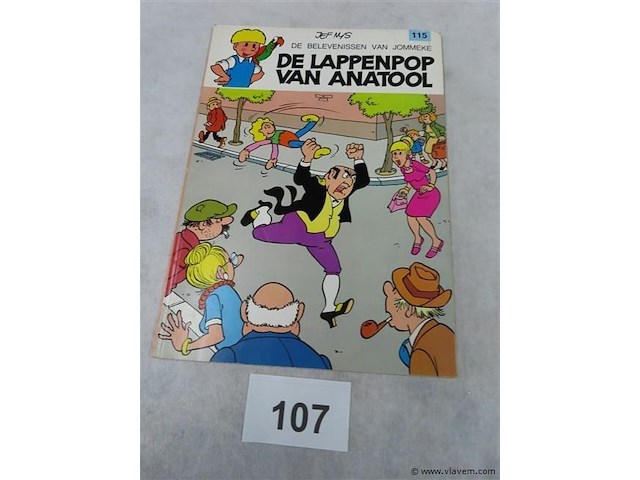 JEF NYS
115
DE BELEVENISSEN VAN JOMMEKE
DE LAPPENPOP
VAN ANATOOL
107
© www.vlavem.com